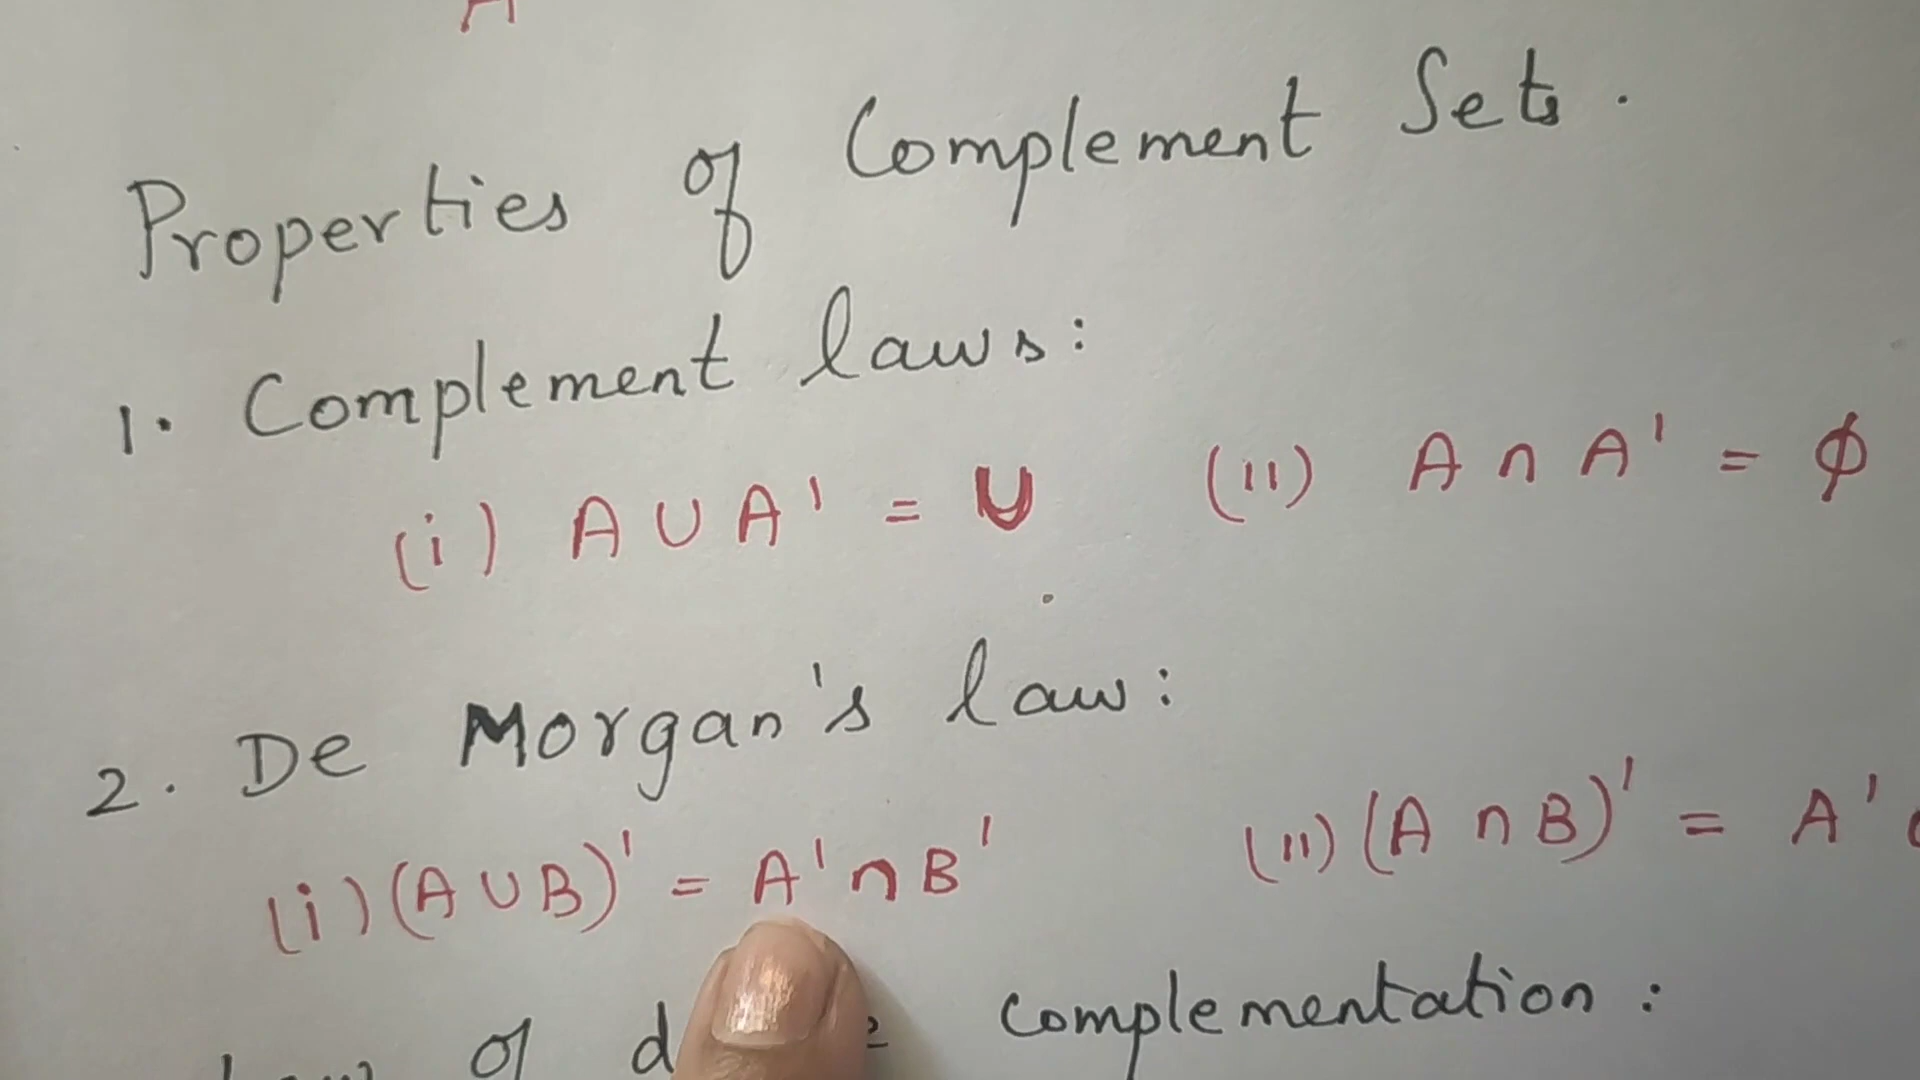 A
Properties of Complement Sets.
1. Complement laws:
(i) A ∪ A' = U (ii) A ∩ A' = ϕ
2. De Morgan's law:
(i) (A ∪ B)' = A' ∩ B' (ii) (A ∩ B)' = A'
of complementation: